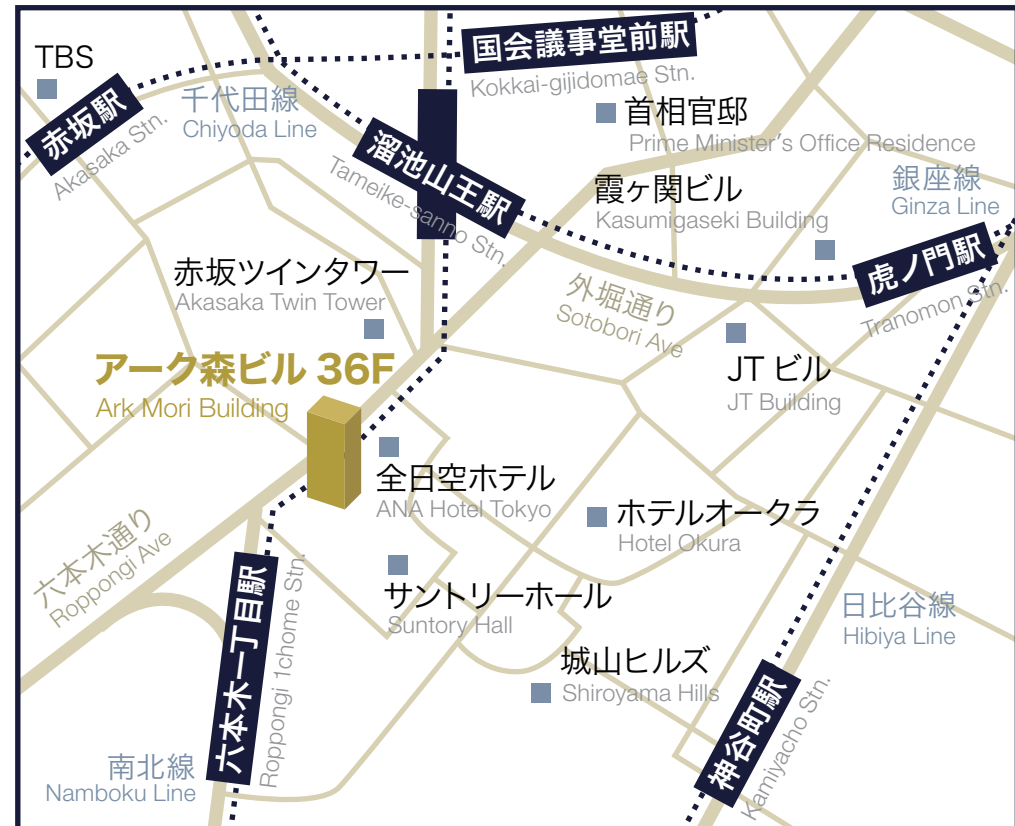 TBS
国会議事堂前駅
Kokkai-gijidomae Stn.
赤坂駅
Akasaka Stn.
千代田線
Chiyoda Line
首相官邸
Prime Minister's Office Residence
溜池山王駅
Tameike-sanno Stn.
霞ヶ関ビル
Kasumigaseki Building
銀座線
Ginza Line
虎ノ門駅
Tranomon Stn.
赤坂ツインタワー
Akasaka Twin Tower
外堀通り
Sotobori Ave
アーク森ビル 36F
Ark Mori Building
JT ビル
JT Building
全日空ホテル
ANA Hotel Tokyo
ホテルオークラ
Hotel Okura
六本木通り
Roppongi Ave
サントリーホール
Suntory Hall
日比谷線
Hibiya Line
六本木一丁目駅
Roppongi 1chome Stn.
城山ヒルズ
Shiroyama Hills
神谷町駅
Kamiyacho Stn.
南北線
Namboku Line